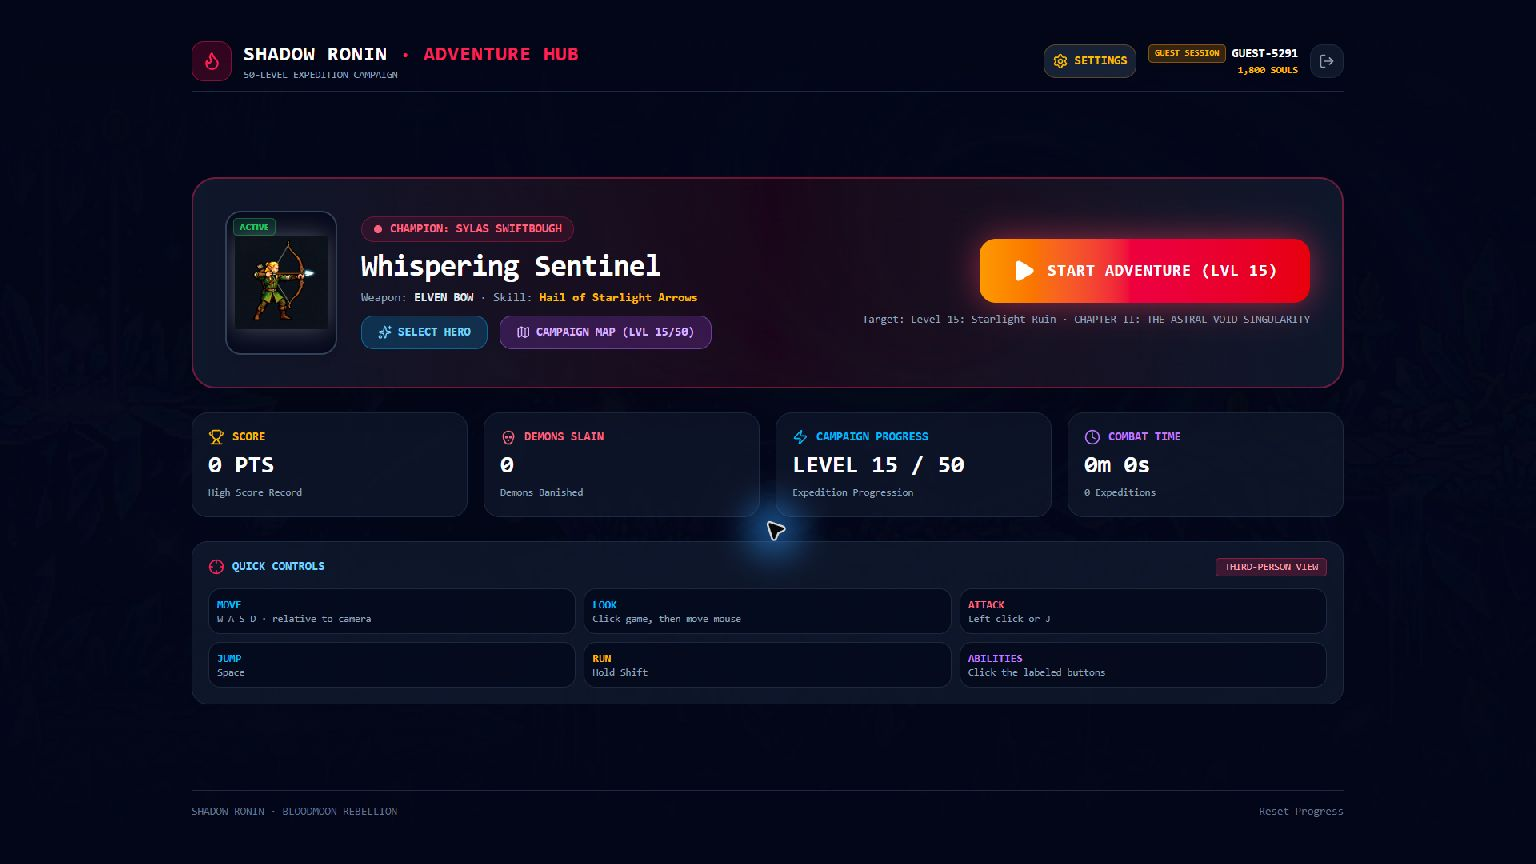 SHADOW RONIN · ADVENTURE HUB
50-LEVEL EXPEDITION CAMPAIGN
SETTINGS
GUEST SESSION GUEST-5291
1,800 SOULS
ACTIVE
CHAMPION: SYLAS SWIFTBOUGH
Whispering Sentinel
Weapon: ELVEN BOW · Skill: Hail of Starlight Arrows
SELECT HERO
CAMPAIGN MAP (LVL 15/50)
START ADVENTURE (LVL 15)
Target: Level 15: Starlight Ruin · CHAPTER II: THE ASTRAL VOID SINGULARITY
SCORE
0 PTS
High Score Record
DEMONS SLAIN
0
Demons Banished
CAMPAIGN PROGRESS
LEVEL 15 / 50
Expedition Progression
COMBAT TIME
0m 0s
0 Expeditions
QUICK CONTROLS
THIRD-PERSON VIEW
MOVE
W A S D · relative to camera
LOOK
Click game, then move mouse
ATTACK
Left click or J
JUMP
Space
RUN
Hold Shift
ABILITIES
Click the labeled buttons
SHADOW RONIN · BLOODMOON REBELLION
Reset Progress